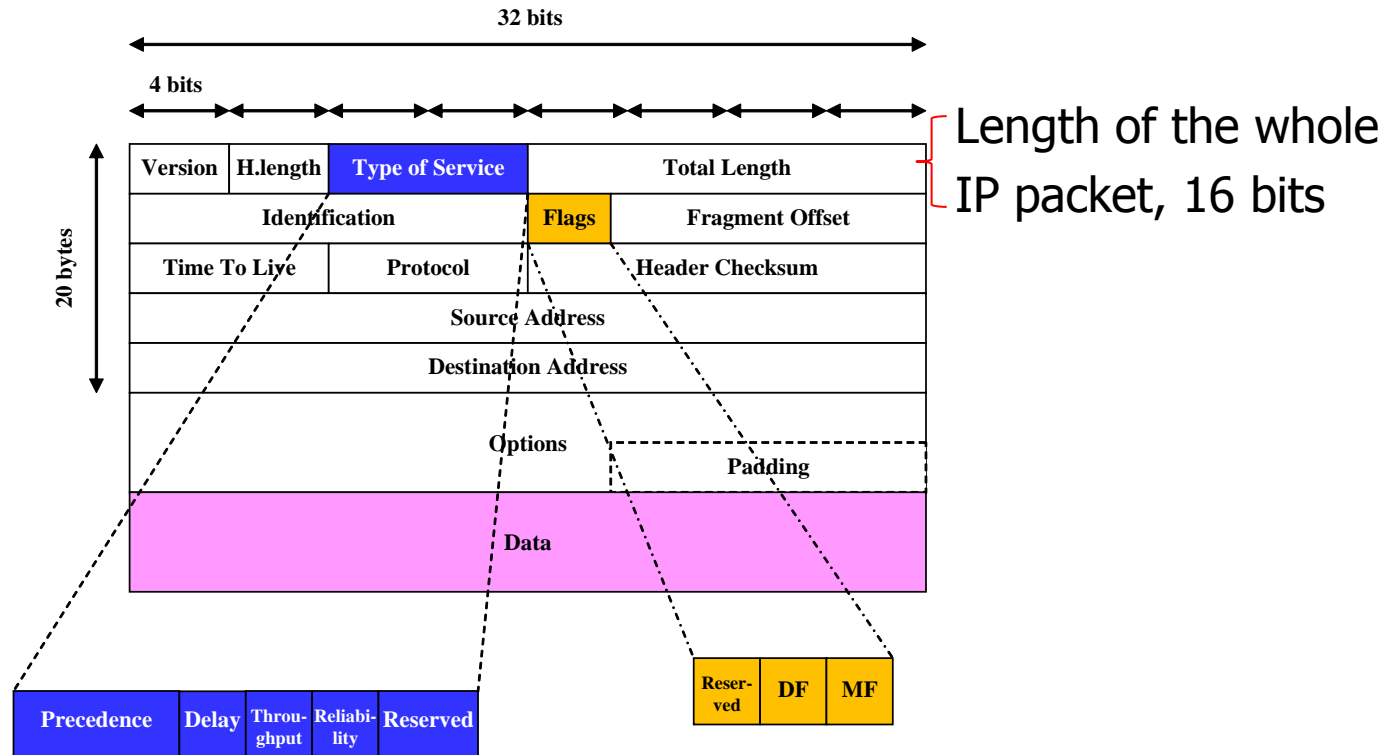 32 bits
4 bits
Length of the whole
IP packet, 16 bits
20 bytes
Version H.length Type of Service Total Length
Identification Flags Fragment Offset
Time To Live Protocol Header Checksum
Source Address
Destination Address
Options
Padding
Data
Precedence Delay Throu-
ghput Reliabi-
lity Reserved
Reser-
ved DF MF